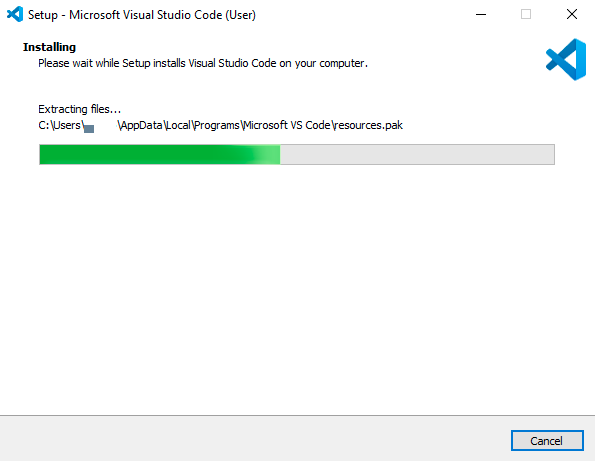 Setup - Microsoft Visual Studio Code (User)
Installing
Please wait while Setup installs Visual Studio Code on your computer.
Extracting files...
C:\Users\ \AppData\Local\Programs\Microsoft VS Code\resources.pak
Cancel